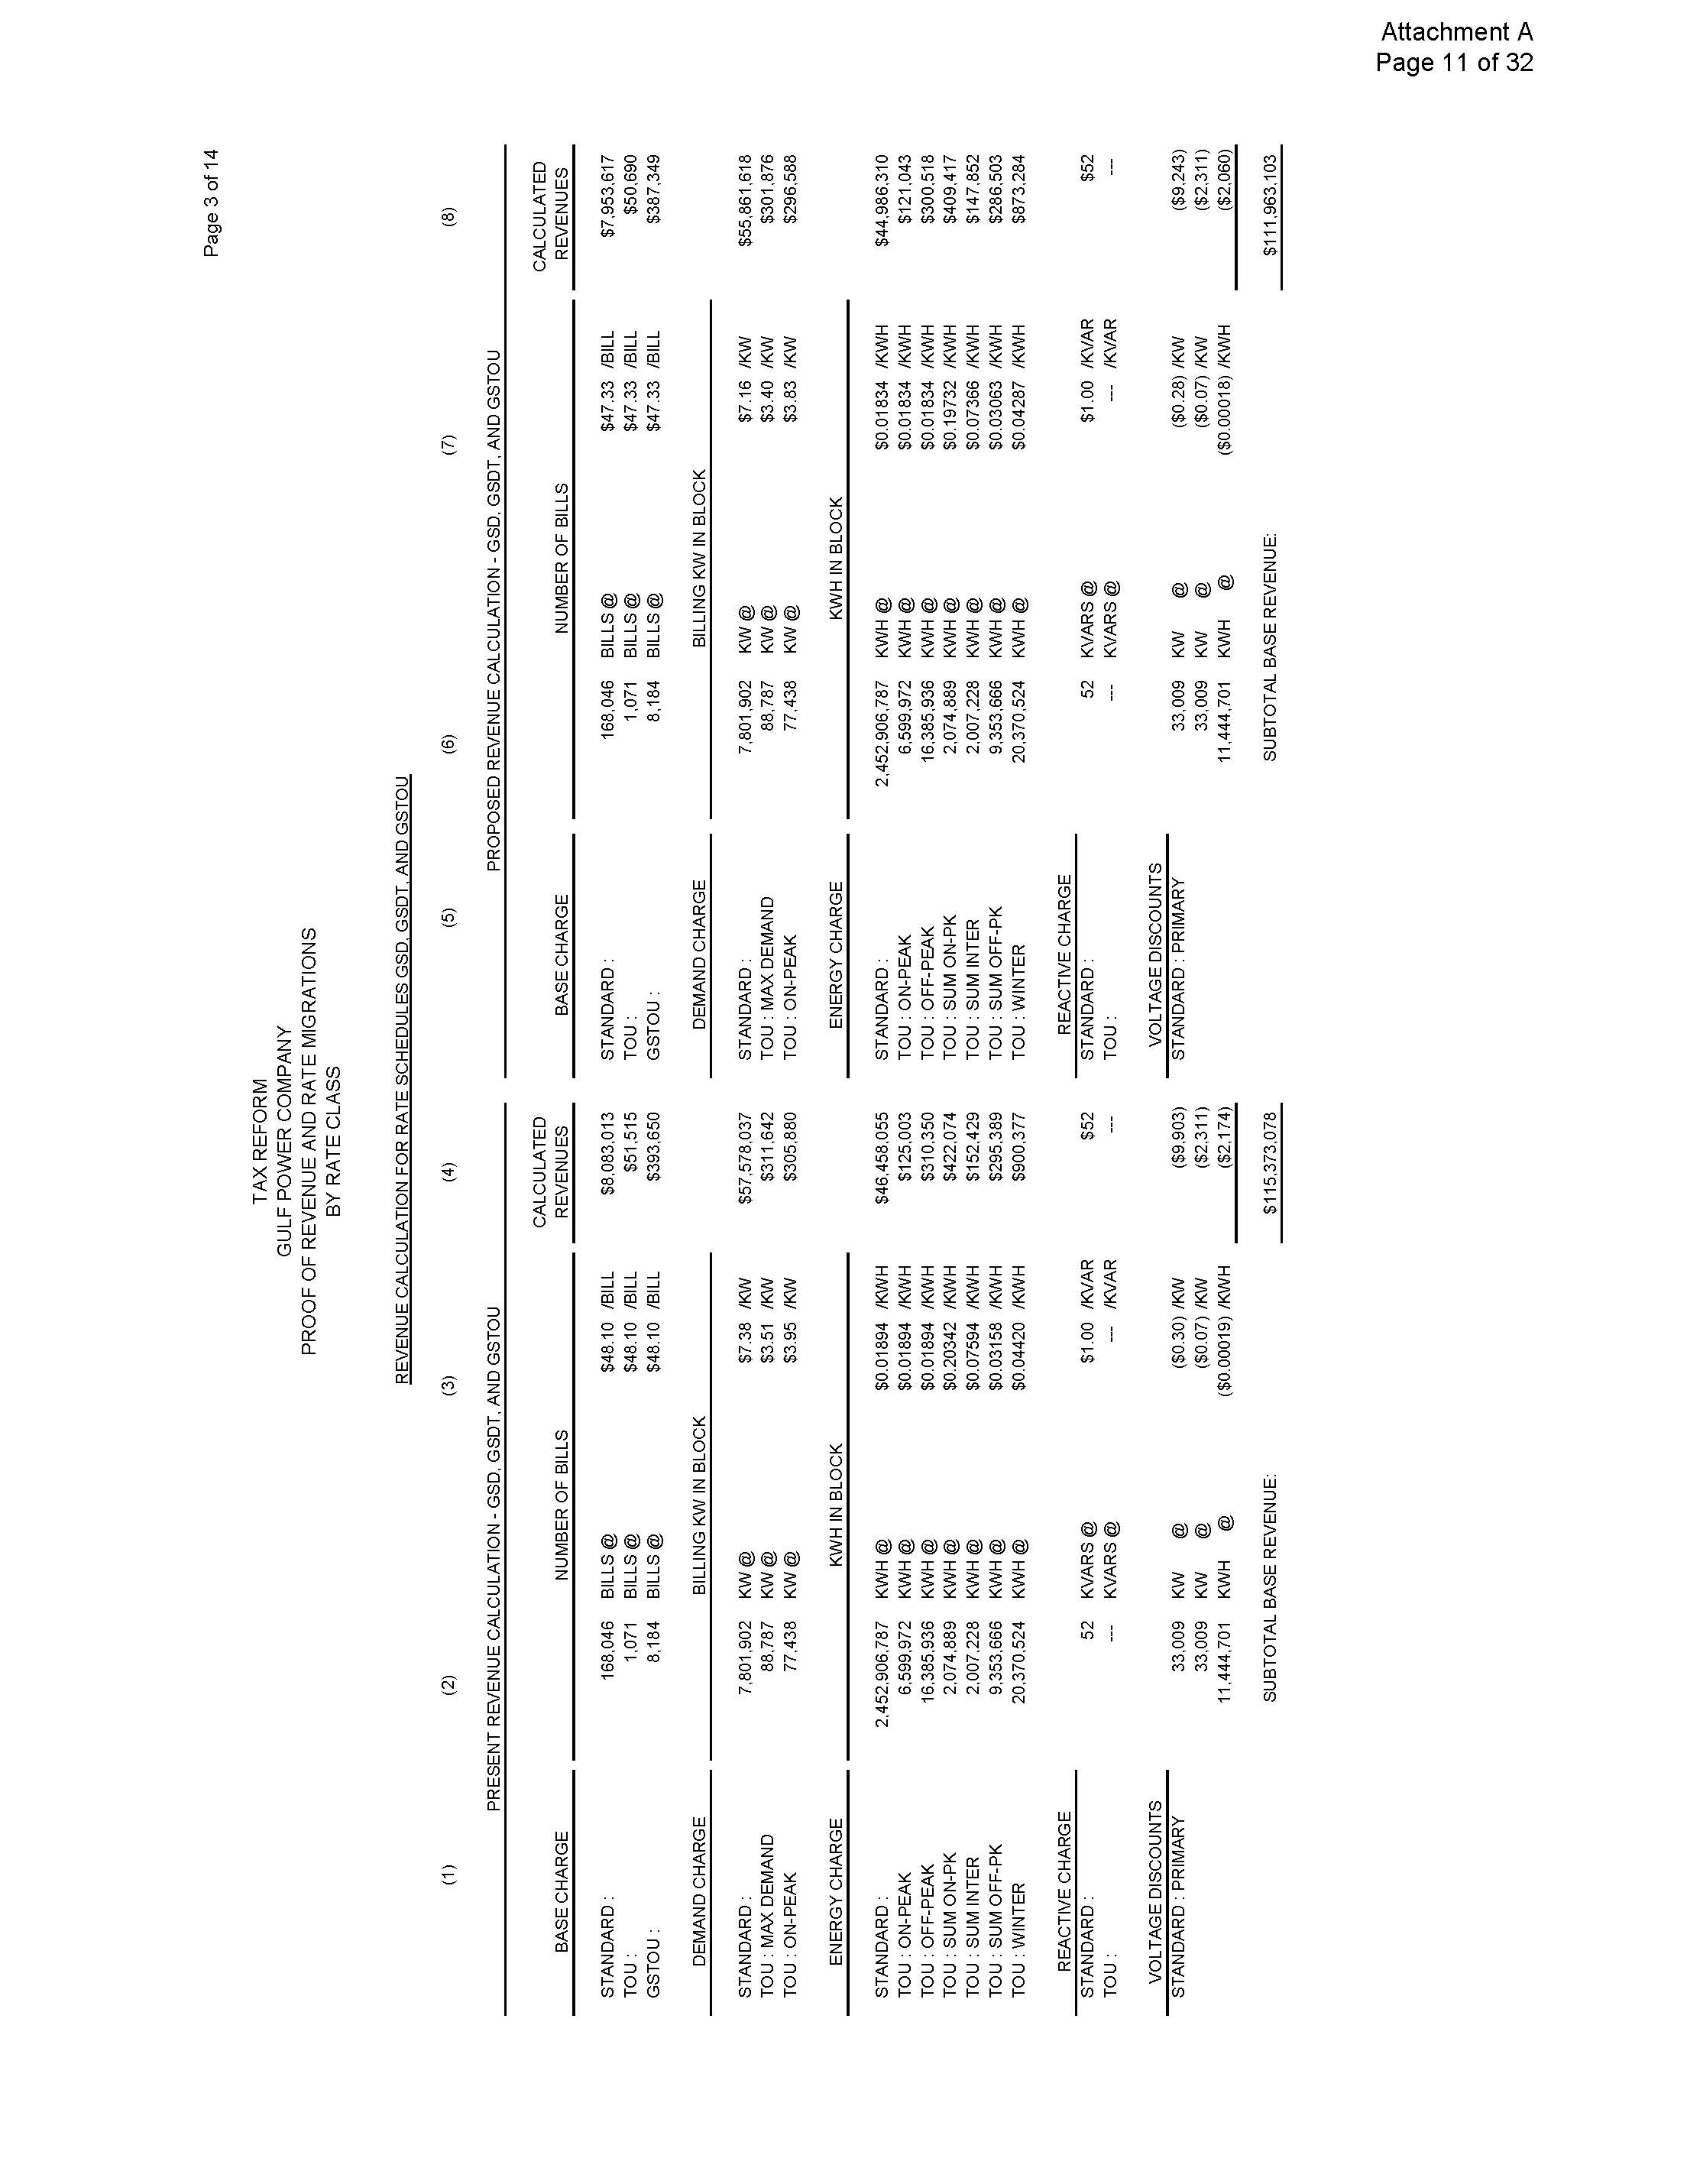 Attachment A
Page 11 of 32
Page 3 of 14
TAX REFORM
GULF POWER COMPANY
PROOF OF REVENUE AND RATE MIGRATIONS
BY RATE CLASS
REVENUE CALCULATION FOR RATE SCHEDULES GSD, GSDT, AND GSTOU
(1) (2) (3) (4) (5) (6) (7) (8)
PRESENT REVENUE CALCULATION - GSD, GSDT, AND GSTOU PROPOSED REVENUE CALCULATION - GSD, GSDT, AND GSTOU
CALCULATED CALCULATED
BASE CHARGE NUMBER OF BILLS REVENUES BASE CHARGE NUMBER OF BILLS REVENUES
STANDARD : 168,046 BILLS @ $48.10 /BILL $8,083,013 STANDARD : 168,046 BILLS @ $47.33 /BILL $7,953,617
TOU : 1,071 BILLS @ $48.10 /BILL $51,515 TOU : 1,071 BILLS @ $47.33 /BILL $50,690
GSTOU : 8,184 BILLS @ $48.10 /BILL $393,650 GSTOU : 8,184 BILLS @ $47.33 /BILL $387,349
DEMAND CHARGE BILLING KW IN BLOCK DEMAND CHARGE BILLING KW IN BLOCK
STANDARD : 7,801,902 KW @ $7.38 /KW $57,578,037 STANDARD : 7,801,902 KW @ $7.16 /KW $55,861,618
TOU : MAX DEMAND 88,787 KW @ $3.51 /KW $311,642 TOU : MAX DEMAND 88,787 KW @ $3.40 /KW $301,876
TOU : ON-PEAK 77,438 KW @ $3.95 /KW $305,880 TOU : ON-PEAK 77,438 KW @ $3.83 /KW $296,588
ENERGY CHARGE KWH IN BLOCK ENERGY CHARGE KWH IN BLOCK
STANDARD : 2,452,906,787 KWH @ $0.01894 /KWH $46,458,055 STANDARD : 2,452,906,787 KWH @ $0.01834 /KWH $44,986,310
TOU : ON-PEAK 6,599,972 KWH @ $0.01894 /KWH $125,003 TOU : ON-PEAK 6,599,972 KWH @ $0.01834 /KWH $121,043
TOU : OFF-PEAK 16,385,936 KWH @ $0.01894 /KWH $310,350 TOU : OFF-PEAK 16,385,936 KWH @ $0.01834 /KWH $300,518
TOU : SUM ON-PK 2,074,889 KWH @ $0.20342 /KWH $422,074 TOU : SUM ON-PK 2,074,889 KWH @ $0.19732 /KWH $409,417
TOU : SUM INTER 2,007,228 KWH @ $0.07594 /KWH $152,429 TOU : SUM INTER 2,007,228 KWH @ $0.07366 /KWH $147,852
TOU : SUM OFF-PK 9,353,666 KWH @ $0.03158 /KWH $295,389 TOU : SUM OFF-PK 9,353,666 KWH @ $0.03063 /KWH $286,503
TOU : WINTER 20,370,524 KWH @ $0.04420 /KWH $900,377 TOU : WINTER 20,370,524 KWH @ $0.04287 /KWH $873,284
REACTIVE CHARGE REACTIVE CHARGE
STANDARD : 52 KVARS @ $1.00 /KVAR $52 STANDARD : 52 KVARS @ $1.00 /KVAR $52
TOU : --- KVARS @ --- /KVAR --- TOU : --- KVARS @ --- /KVAR ---
VOLTAGE DISCOUNTS VOLTAGE DISCOUNTS
STANDARD : PRIMARY 33,009 KW @ ($0.30) /KW ($9,903) STANDARD : PRIMARY 33,009 KW @ ($0.28) /KW ($9,243)
33,009 KW @ ($0.07) /KW ($2,311) 33,009 KW @ ($0.07) /KW ($2,311)
11,444,701 KWH @ ($0.00019) /KWH ($2,174) 11,444,701 KWH @ ($0.00018) /KWH ($2,060)
SUBTOTAL BASE REVENUE: $115,373,078 SUBTOTAL BASE REVENUE: $111,963,103